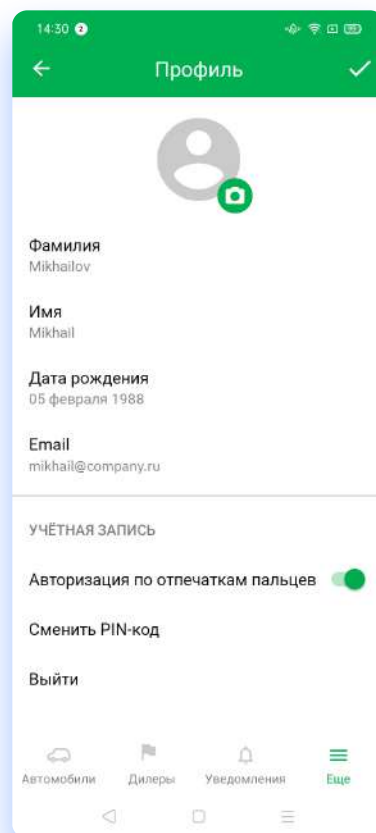 14:30 2
Профиль
Фамилия
Mikhailov
Имя
Mikhail
Дата рождения
05 февраля 1988
Email
mikhail@company.ru
УЧЁТНАЯ ЗАПИСЬ
Авторизация по отпечаткам пальцев
Сменить PIN-код
Выйти
Автомобили Дилеры Уведомления Еще